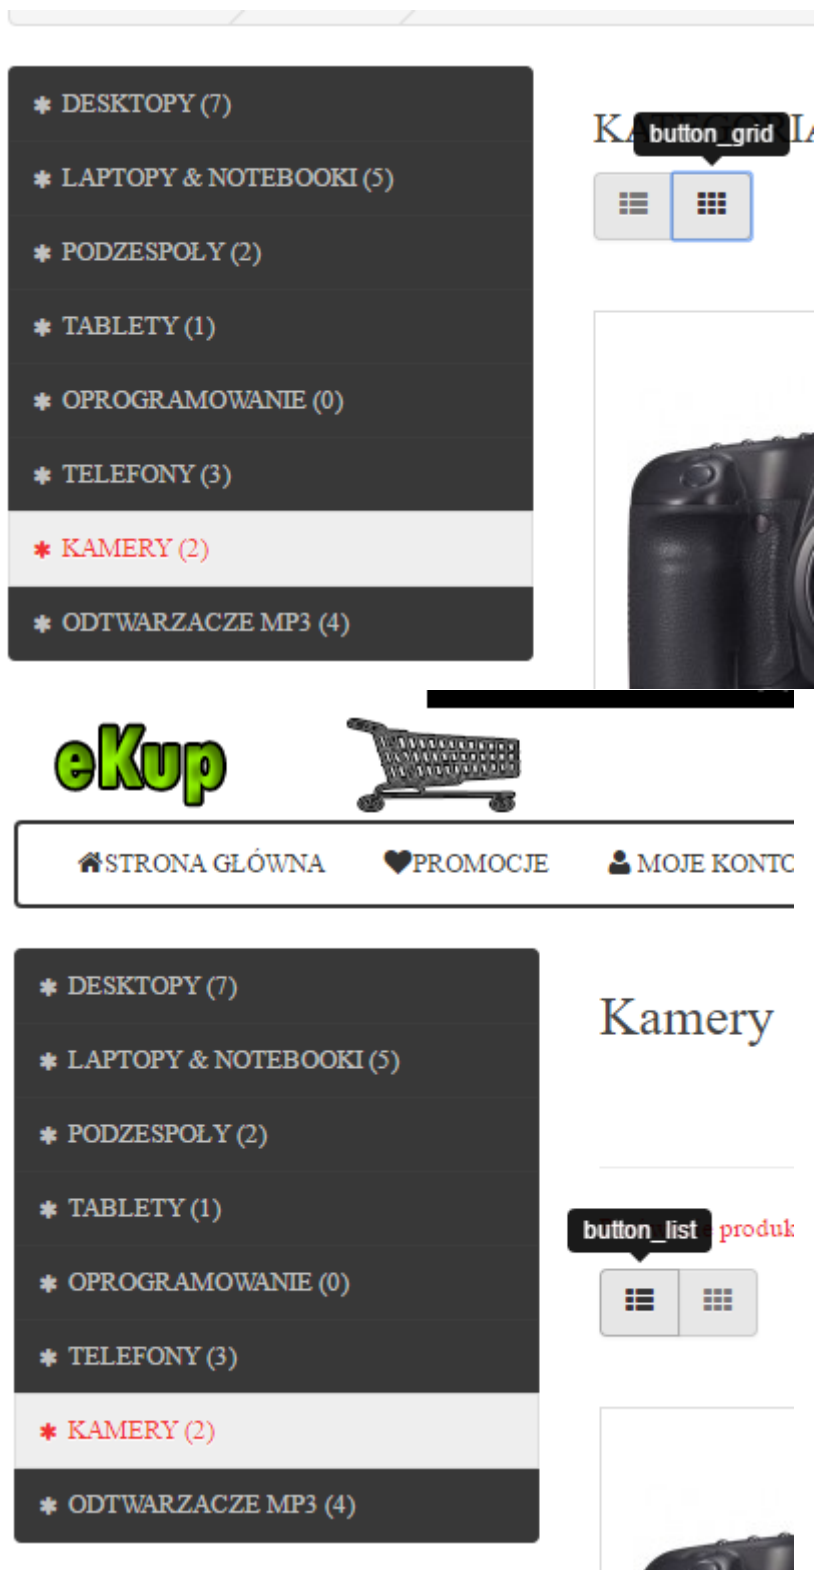 DESKTOPY (7)
LAPTOPY & NOTEBOOKI (5)
PODZESPOŁY (2)
TABLETY (1)
OPROGRAMOWANIE (0)
TELEFONY (3)
KAMERY (2)
ODTWARZACZE MP3 (4)
button_grid
eKup
STRONA GŁÓWNA PROMOCJE MOJE KONTO
DESKTOPY (7)
LAPTOPY & NOTEBOOKI (5)
PODZESPOŁY (2)
TABLETY (1)
OPROGRAMOWANIE (0)
TELEFONY (3)
KAMERY (2)
ODTWARZACZE MP3 (4)
Kamery
button_list produk